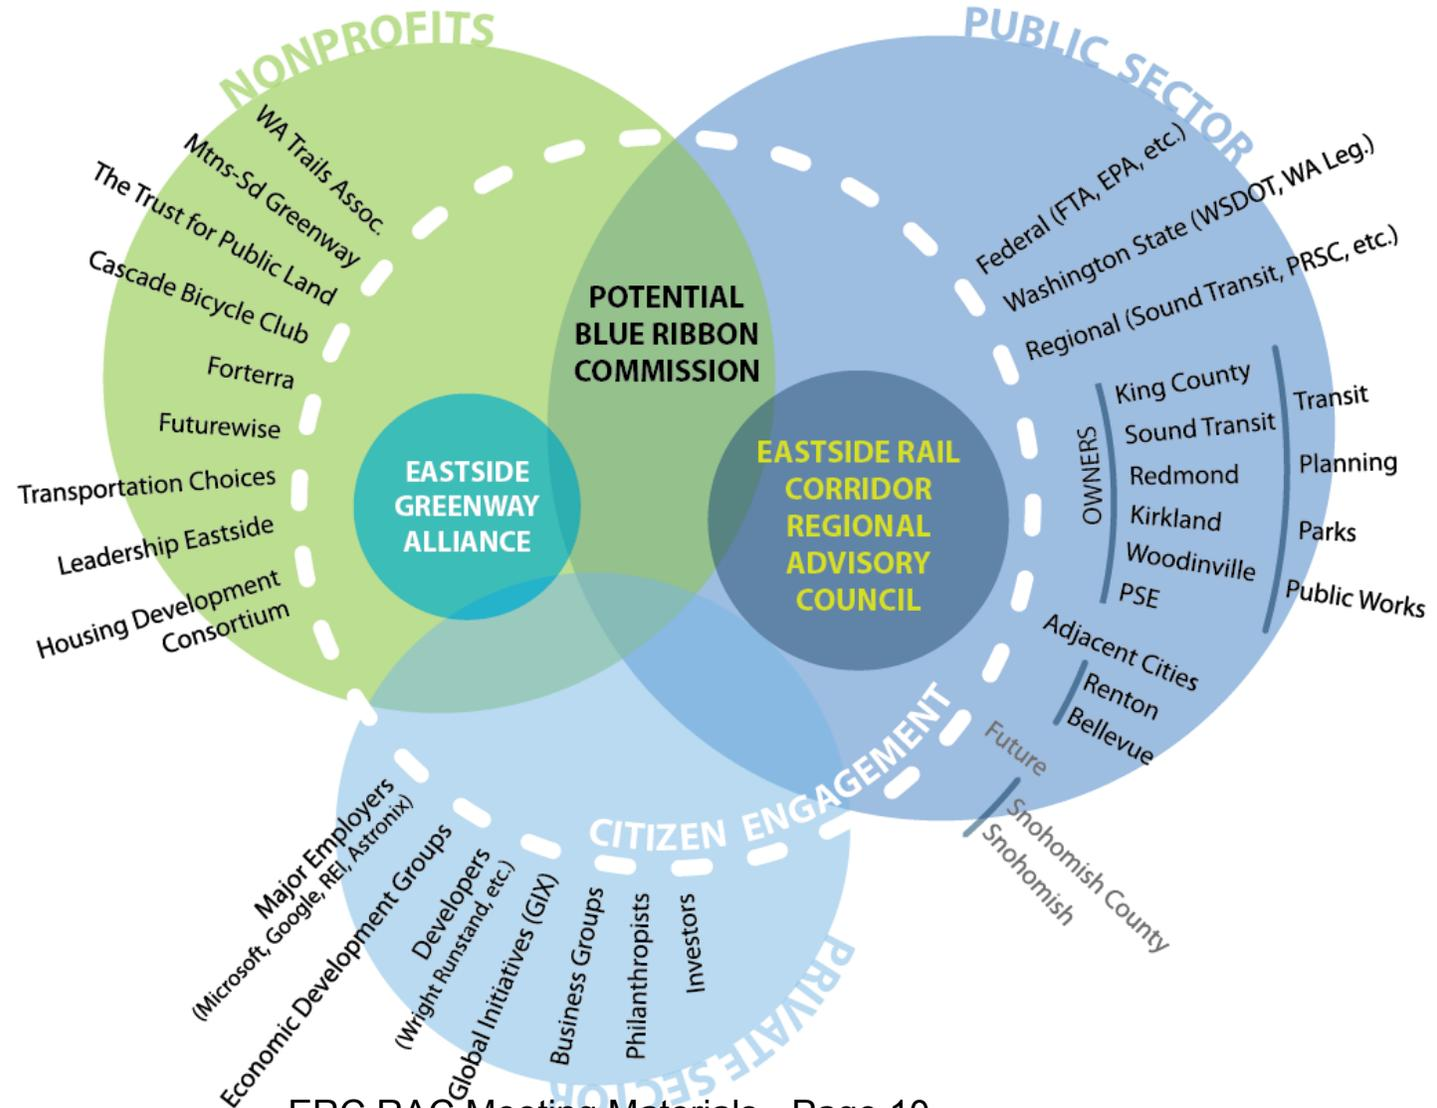 NONPROFITS
PUBLIC SECTOR
WA Trails Assoc.
Mtns-Sd Greenway
The Trust for Public Land
Cascade Bicycle Club
Forterra
Futurewise
Transportation Choices
Leadership Eastside
Housing Development
Consortium
POTENTIAL
BLUE RIBBON
COMMISSION
EASTSIDE
GREENWAY
ALLIANCE
EASTSIDE RAIL
CORRIDOR
REGIONAL
ADVISORY
COUNCIL
Federal (FTA, EPA, etc.)
Washington State (WSDOT, WA Leg.)
Regional (Sound Transit, PRSC, etc.)
OWNERS
King County
Sound Transit
Redmond
Kirkland
Woodinville
PSE
Transit
Planning
Parks
Public Works
Adjacent Cities
Renton
Bellevue
Future
Snohomish County
Snohomish
CITIZEN ENGAGEMENT
Major Employers
(Microsoft, Google, REI, Astronix)
Economic Development Groups
Developers
(Wright Runstand, etc.)
Global Initiatives (GIX)
Business Groups
Philanthropists
Investors
PRIVATE SECTOR
ERC RAC Meeting Materials - Page 10